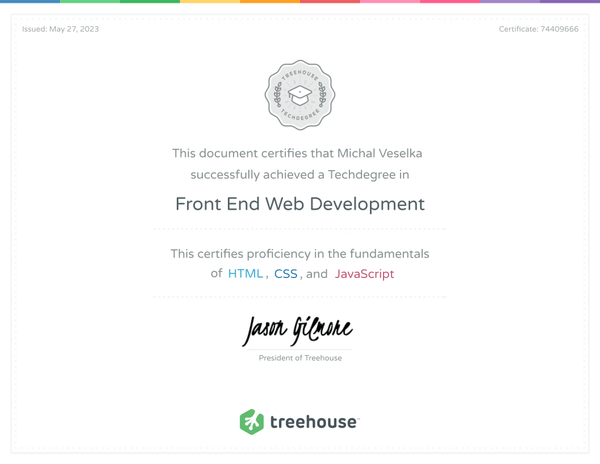 Issued: May 27, 2023
Certificate: 74409666
TREEHOUSE
TECHDEGREE
This document certifies that Michal Veselka
successfully achieved a Techdegree in
Front End Web Development
This certifies proficiency in the fundamentals
of HTML, CSS, and JavaScript
Jason Gilmore
President of Treehouse
treehouse™